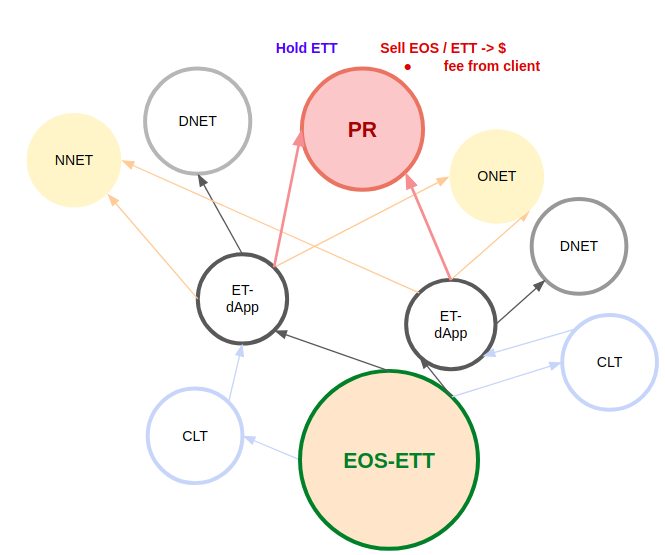 Hold ETT
Sell EOS / ETT -> $
● fee from client
DNET
PR
NNET
ONET
DNET
ET-
dApp
ET-
dApp
CLT
CLT
EOS-ETT